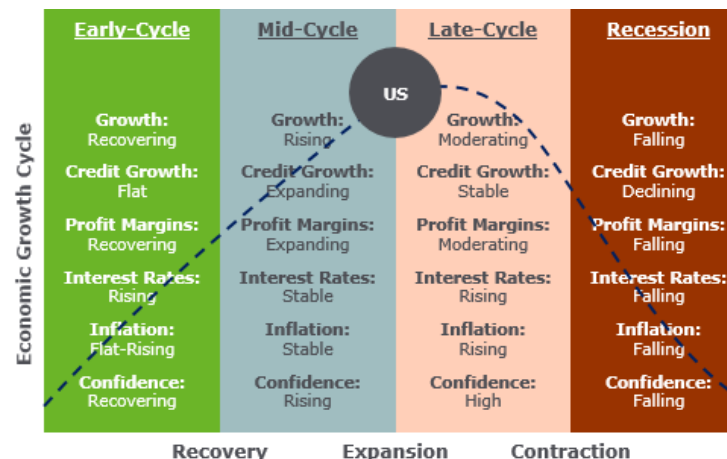 Economic Growth Cycle
Early-Cycle
Growth:
Recovering
Credit Growth:
Flat
Profit Margins:
Recovering
Interest Rates:
Rising
Inflation:
Flat-Rising
Confidence:
Recovering
Mid-Cycle
Growth:
Rising
Credit Growth:
Expanding
Profit Margins:
Expanding
Interest Rates:
Stable
Inflation:
Stable
Confidence:
Rising
US
Late-Cycle
Growth:
Moderating
Credit Growth:
Stable
Profit Margins:
Moderating
Interest Rates:
Rising
Inflation:
Rising
Confidence:
High
Recession
Growth:
Falling
Credit Growth:
Declining
Profit Margins:
Falling
Interest Rates:
Falling
Inflation:
Falling
Confidence:
Falling
Recovery
Expansion
Contraction